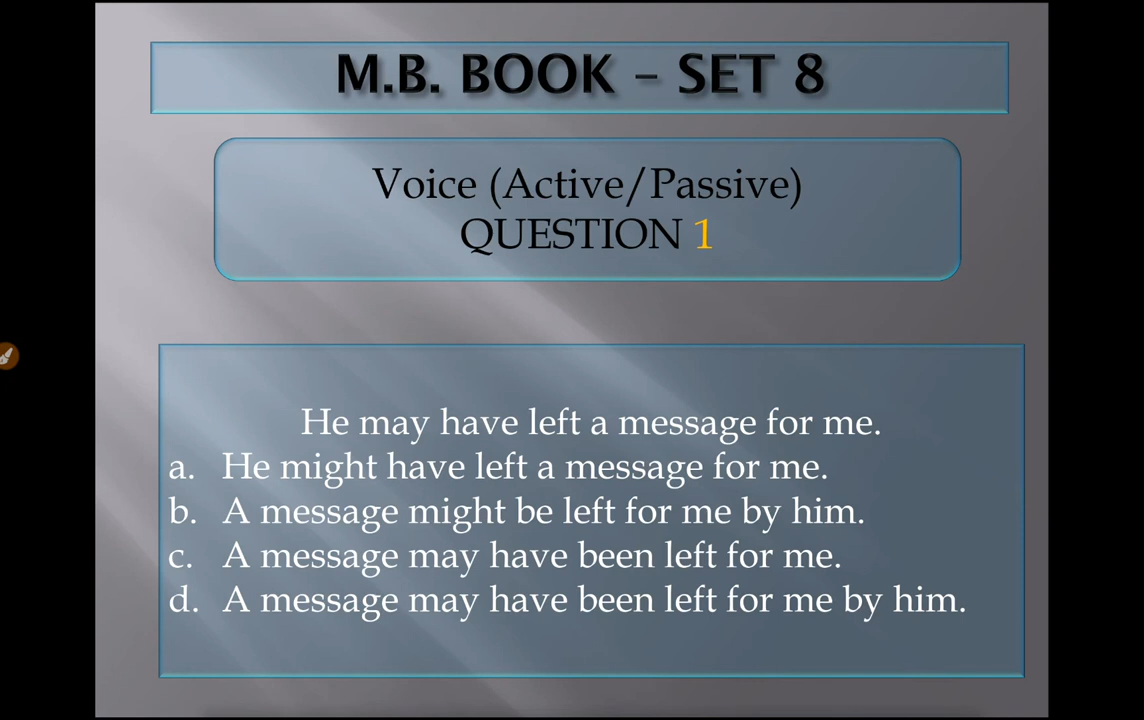 M.B. BOOK – SET 8
Voice (Active/Passive)
QUESTION 1
He may have left a message for me.
a. He might have left a message for me.
b. A message might be left for me by him.
c. A message may have been left for me.
d. A message may have been left for me by him.